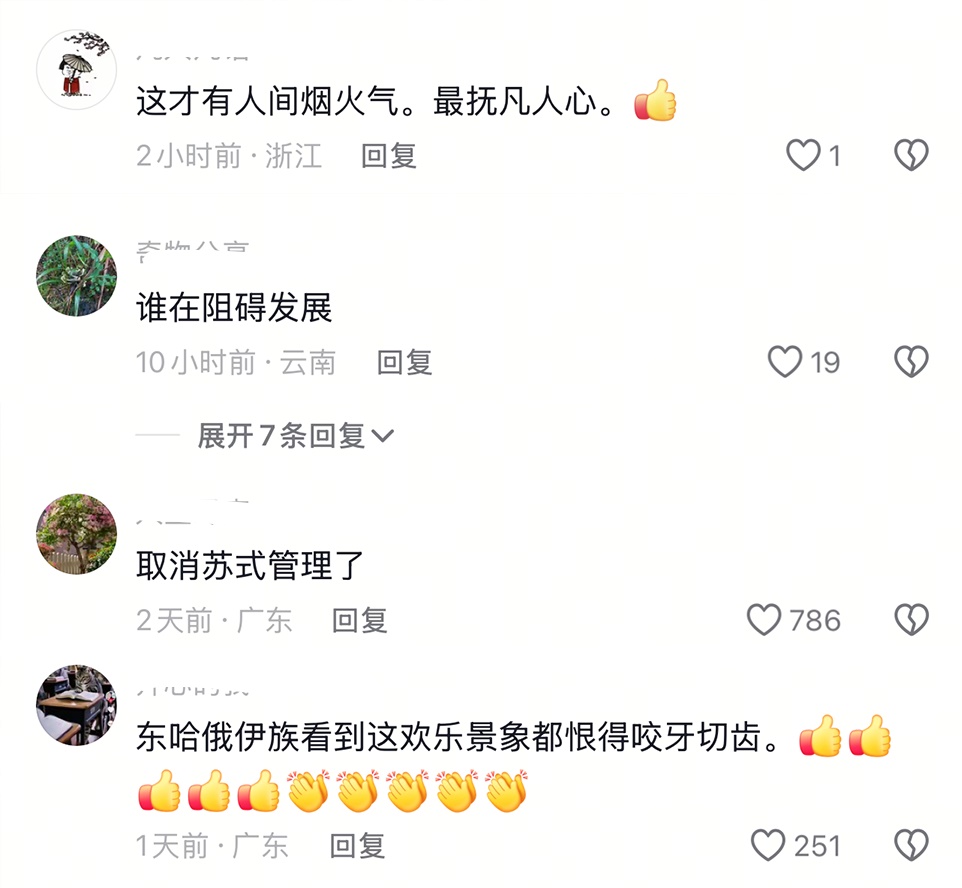 这才有人间烟火气。最抚凡人心。👍
2小时前·浙江 回复 1
谁在阻碍发展
10小时前·云南 回复 19
展开7条回复
取消苏式管理了
2天前·广东 回复 786
东哈俄伊族看到这欢乐景象都恨得咬牙切齿。👍👍
👍👍👍👏👏👏👏👏
1天前·广东 回复 251